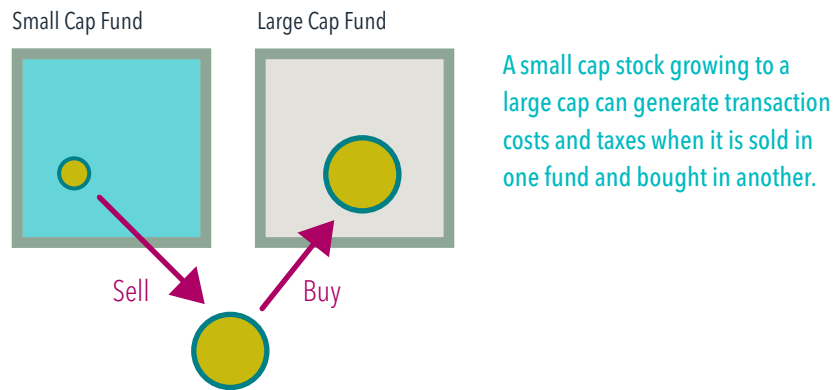 Small Cap Fund
Large Cap Fund
A small cap stock growing to a
large cap can generate transaction
costs and taxes when it is sold in
one fund and bought in another.
Sell
Buy